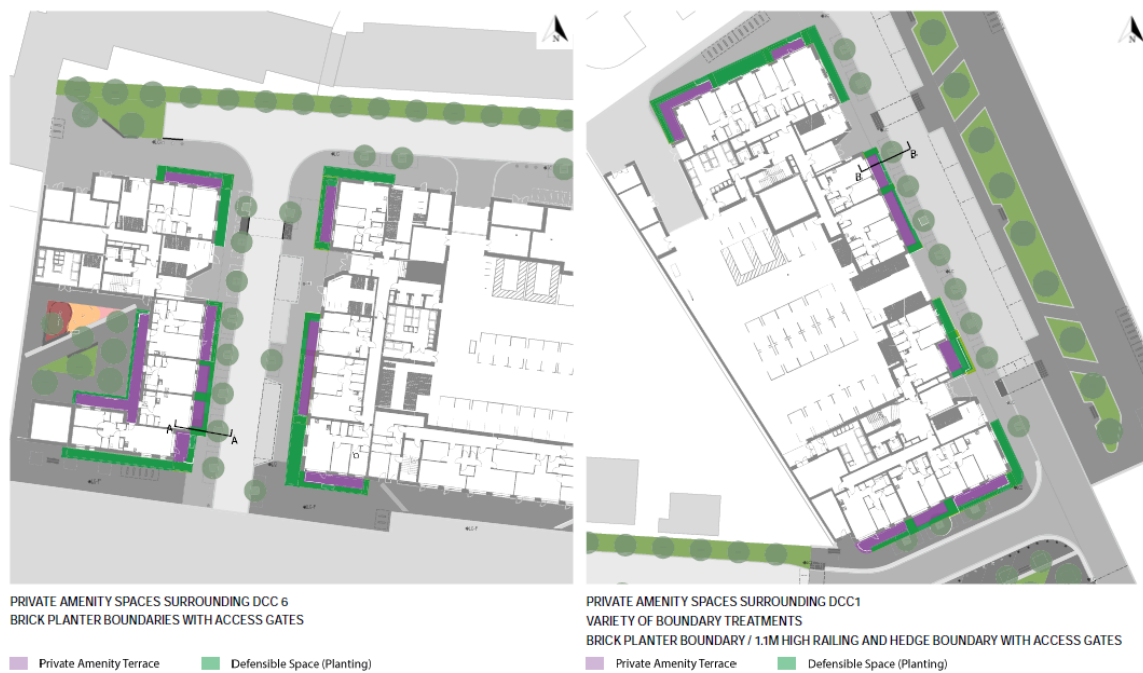 N
N
B
B
A
A
PRIVATE AMENITY SPACES SURROUNDING DCC 6
BRICK PLANTER BOUNDARIES WITH ACCESS GATES
Private Amenity Terrace
Defensible Space (Planting)
PRIVATE AMENITY SPACES SURROUNDING DCC1
VARIETY OF BOUNDARY TREATMENTS
BRICK PLANTER BOUNDARY / 1.1M HIGH RAILING AND HEDGE BOUNDARY WITH ACCESS GATES
Private Amenity Terrace
Defensible Space (Planting)